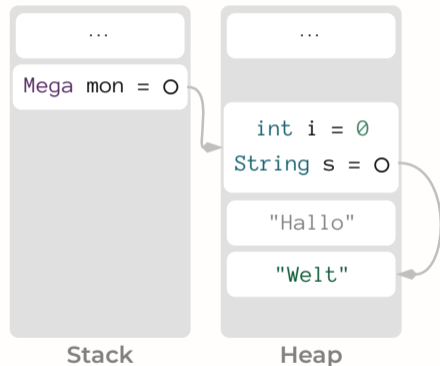 ...
Mega mon = O
Stack
...
int i = 0
String s = O
"Hallo"
"Welt"
Heap